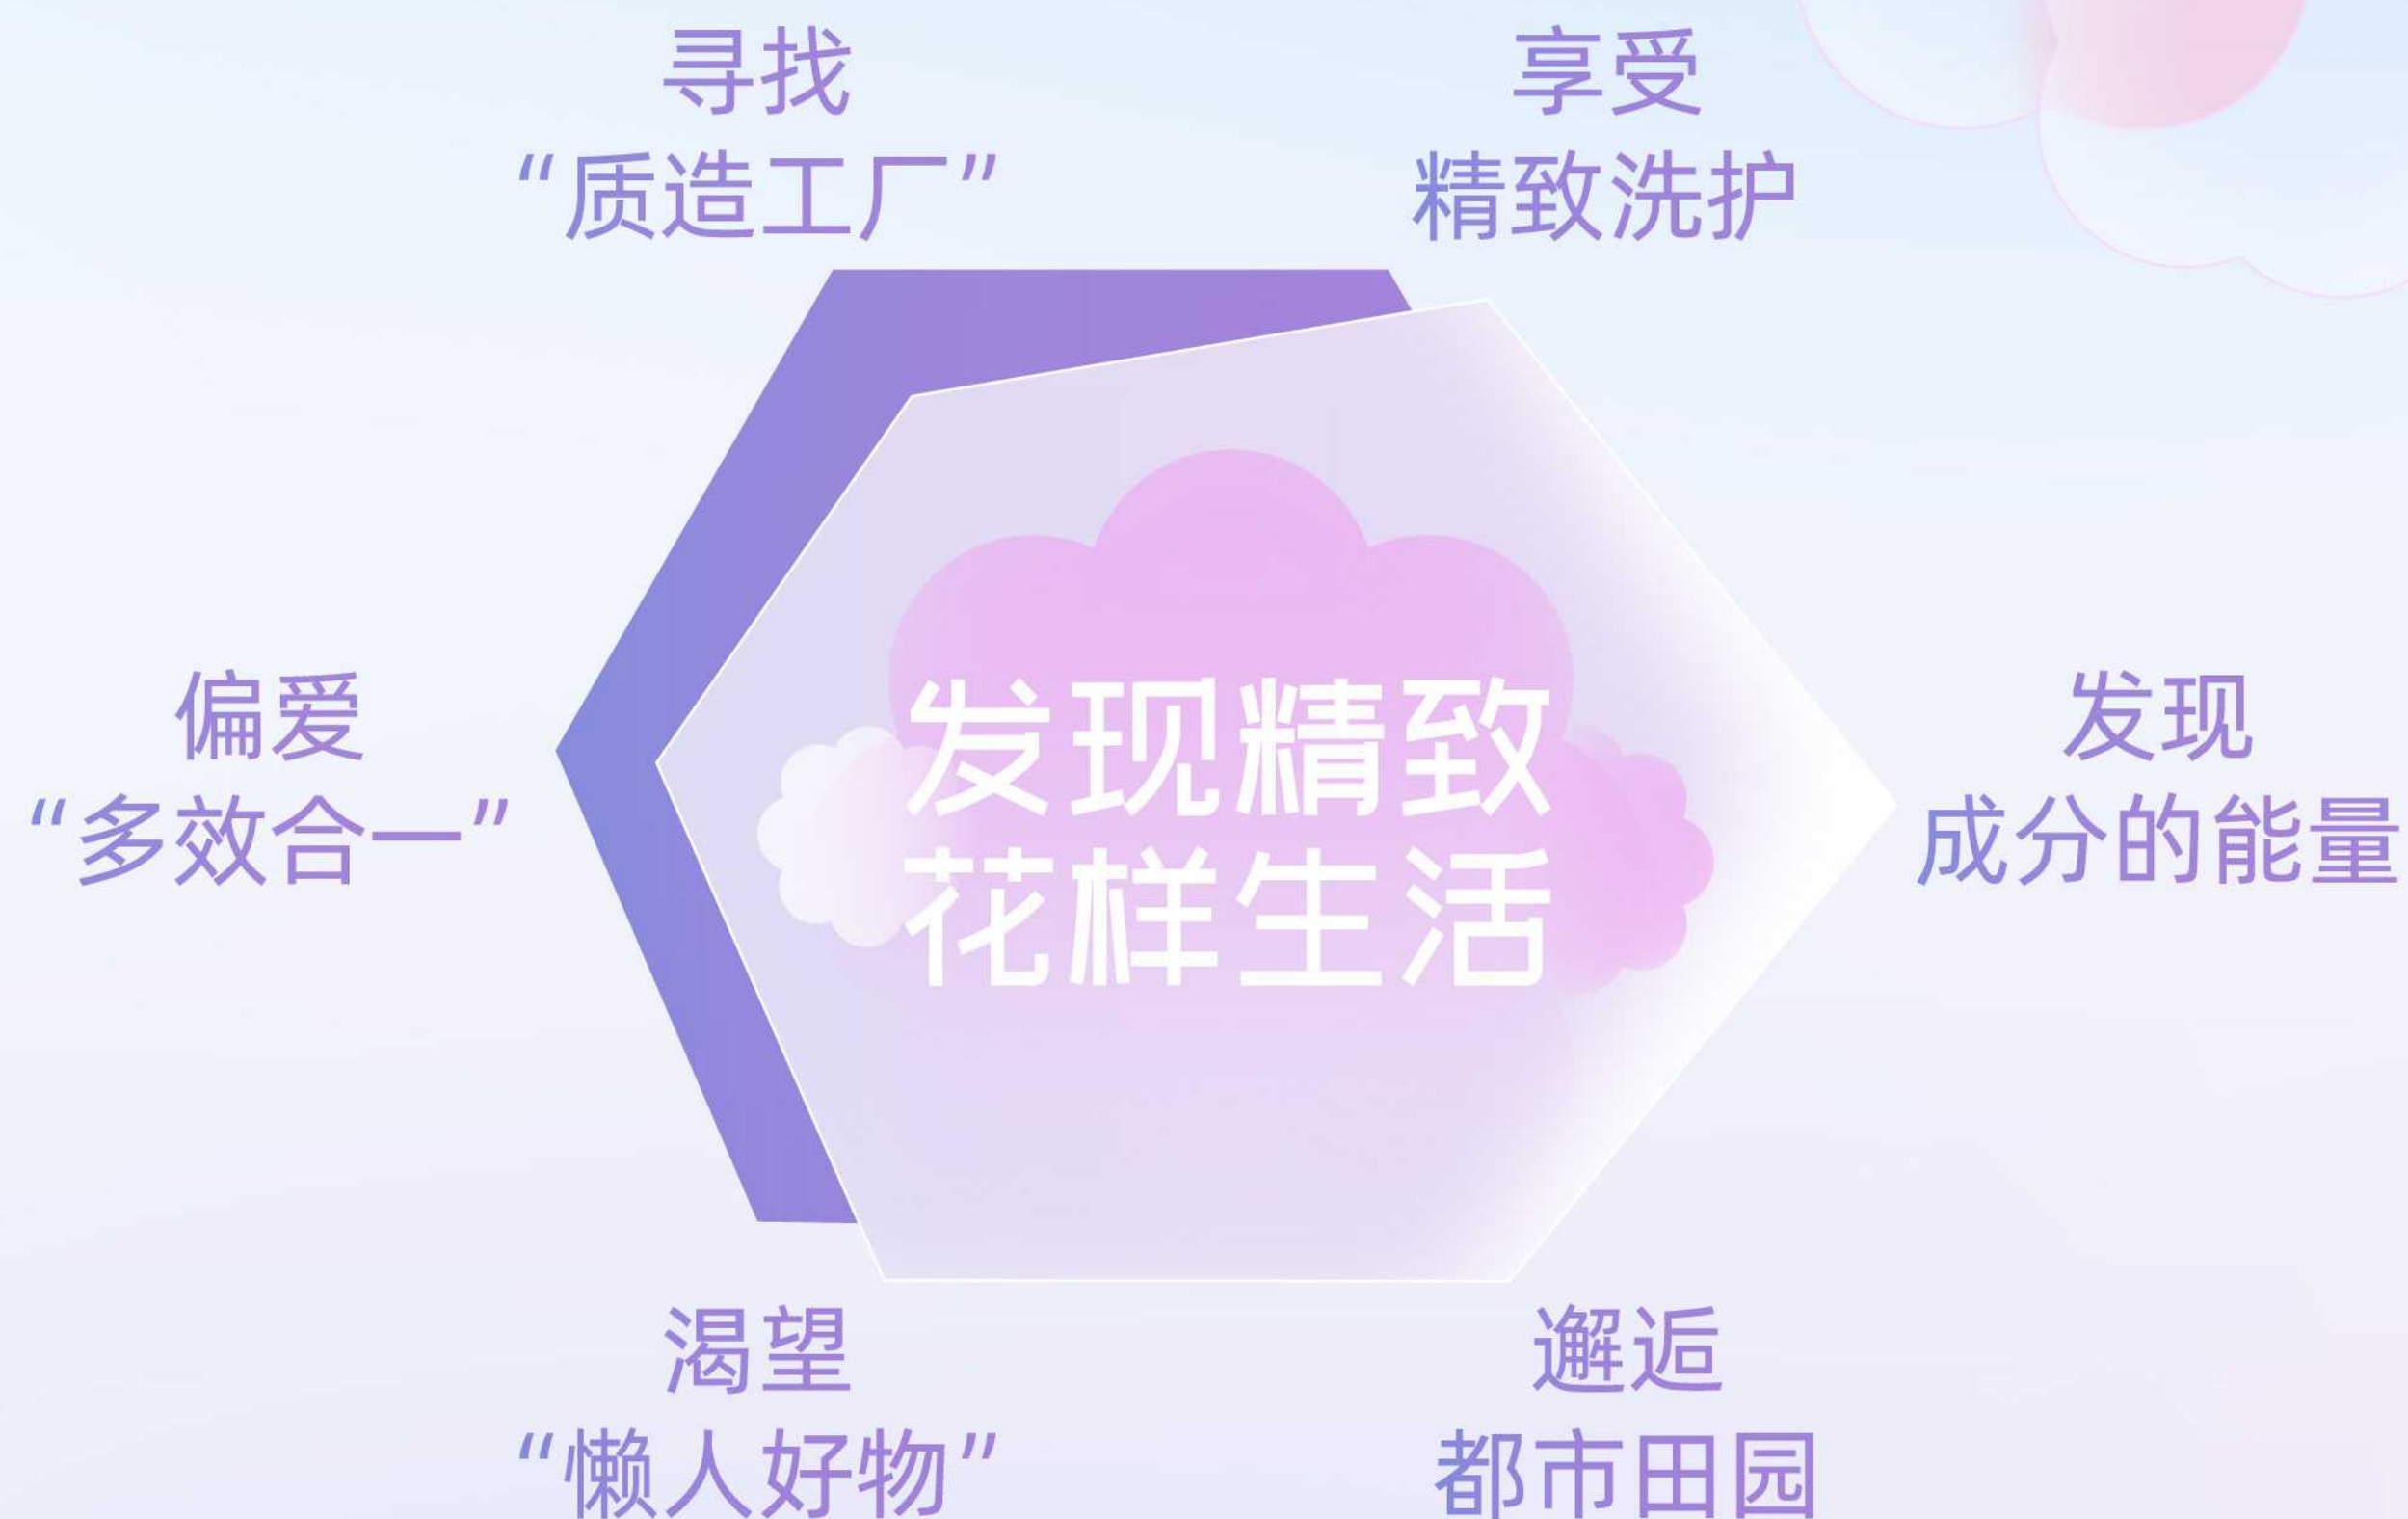 寻找
“质造工厂”
享受
精致洗护
偏爱
“多效合一”
发现精致
花样生活
发现
成分的能量
渴望
“懒人好物”
邂逅
都市田园